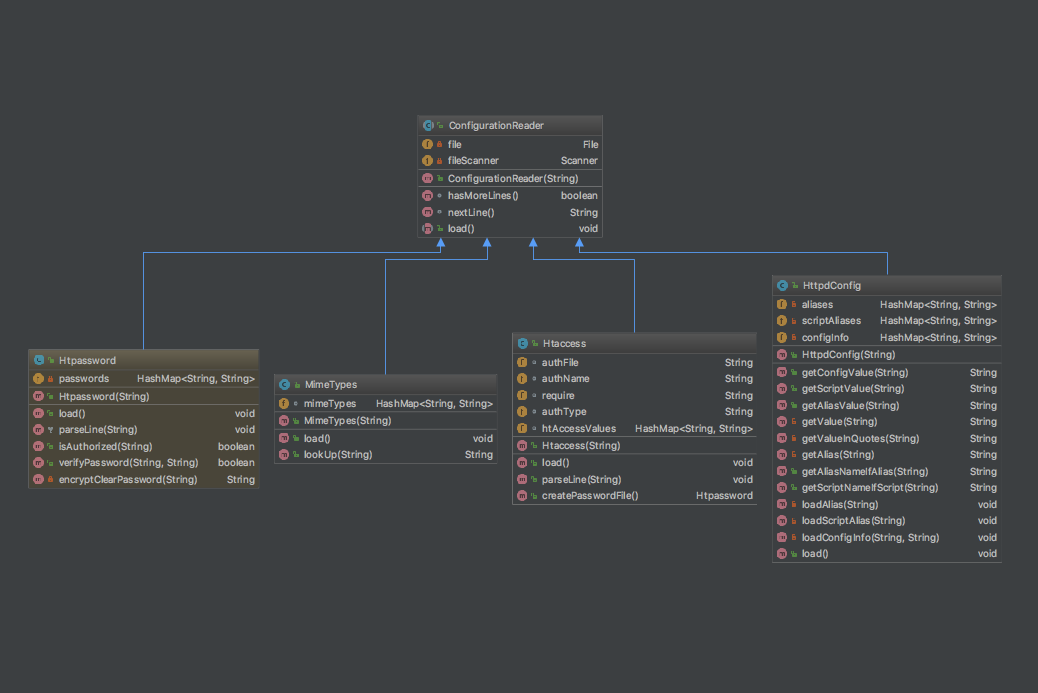 ConfigurationReader
file File
fileScanner Scanner
ConfigurationReader(String)
hasMoreLines() boolean
nextLine() String
load() void
Htpassword
passwords HashMap<String, String>
Htpassword(String)
load() void
parseLine(String) void
isAuthorized(String) boolean
verifyPassword(String, String) boolean
encryptClearPassword(String) String
MimeTypes
mimeTypes HashMap<String, String>
MimeTypes(String)
load() void
lookUp(String) String
Htaccess
authFile String
authName String
require String
authType String
htAccessValues HashMap<String, String>
Htaccess(String)
load() void
parseLine(String) void
createPasswordFile() Htpassword
HttpdConfig
aliases HashMap<String, String>
scriptAliases HashMap<String, String>
configInfo HashMap<String, String>
HttpdConfig(String)
getConfigValue(String) String
getScriptValue(String) String
getAliasValue(String) String
getValue(String) String
getValueInQuotes(String) String
getAlias(String) String
getAliasNameIfAlias(String) String
getScriptNameIfScript(String) String
loadAlias(String) void
loadScriptAlias(String) void
loadConfigInfo(String, String) void
load() void